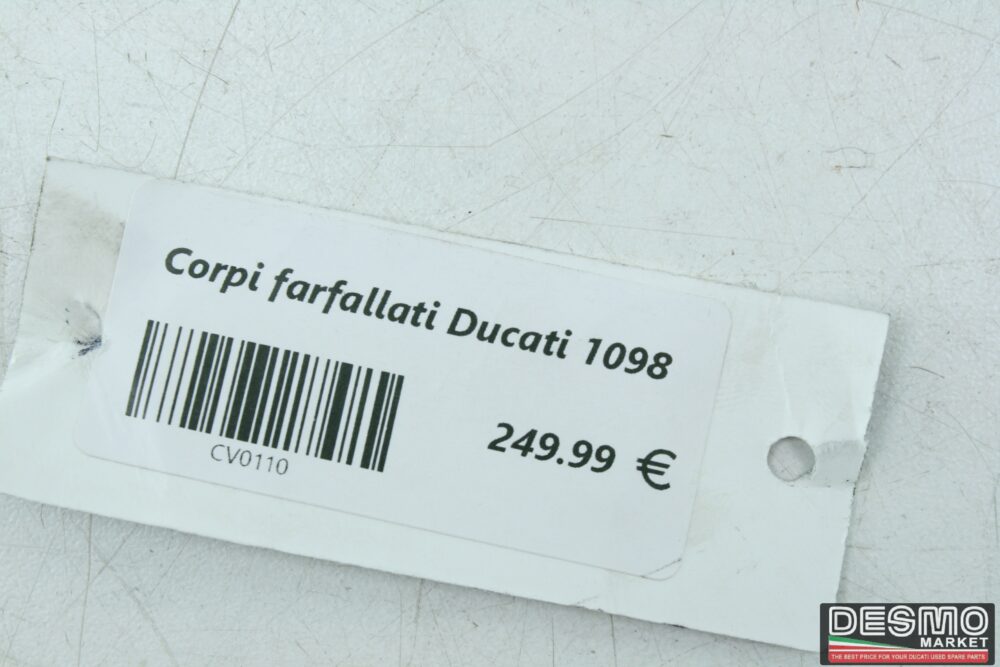 Corpi farfallati Ducati 1098
CV0110
249.99 €
DESMO
MARKET
THE BEST PRICE FOR YOUR DUCATI USED SPARE PARTS